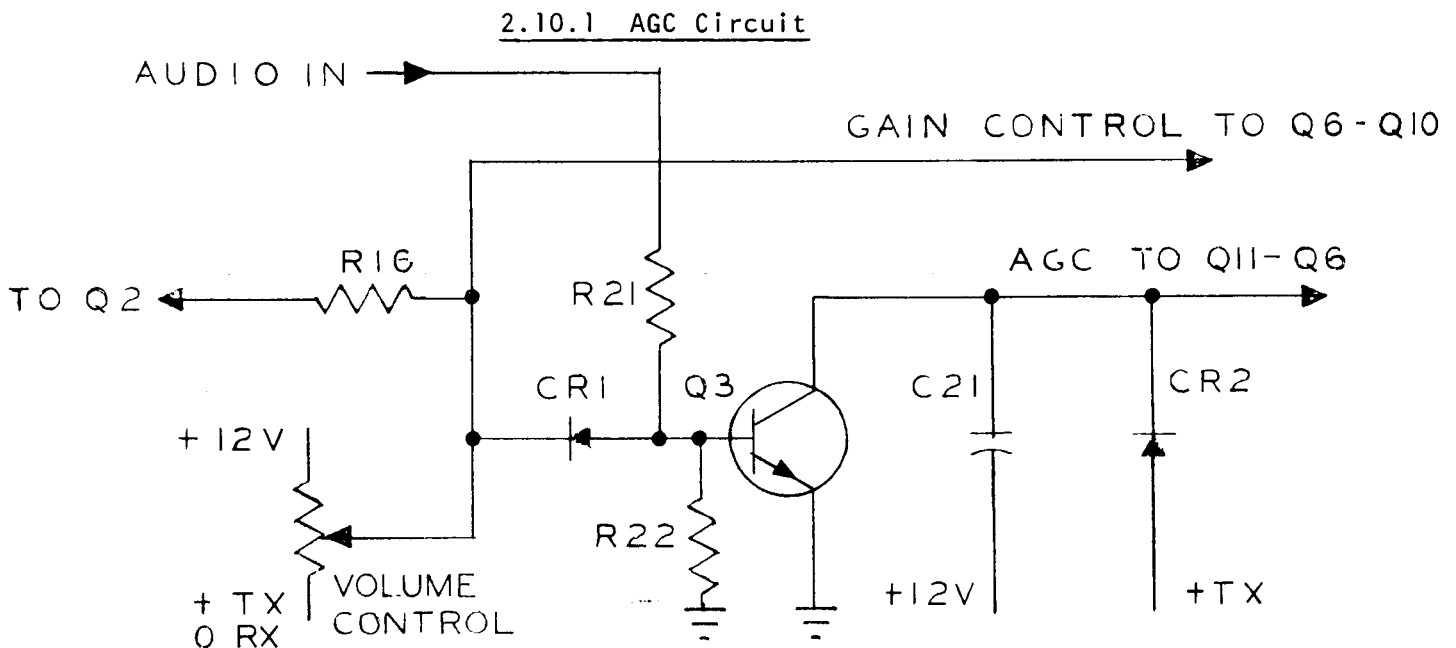 2.10.1 AGC Circuit
AUDIO IN
GAIN CONTROL TO Q6-Q10
R16
AGC TO Q11-Q6
TO Q2
R21
CR1
Q3
C21
CR2
+12V
R22
VOLUME
CONTROL
+ TX
0 RX
+12V
+TX